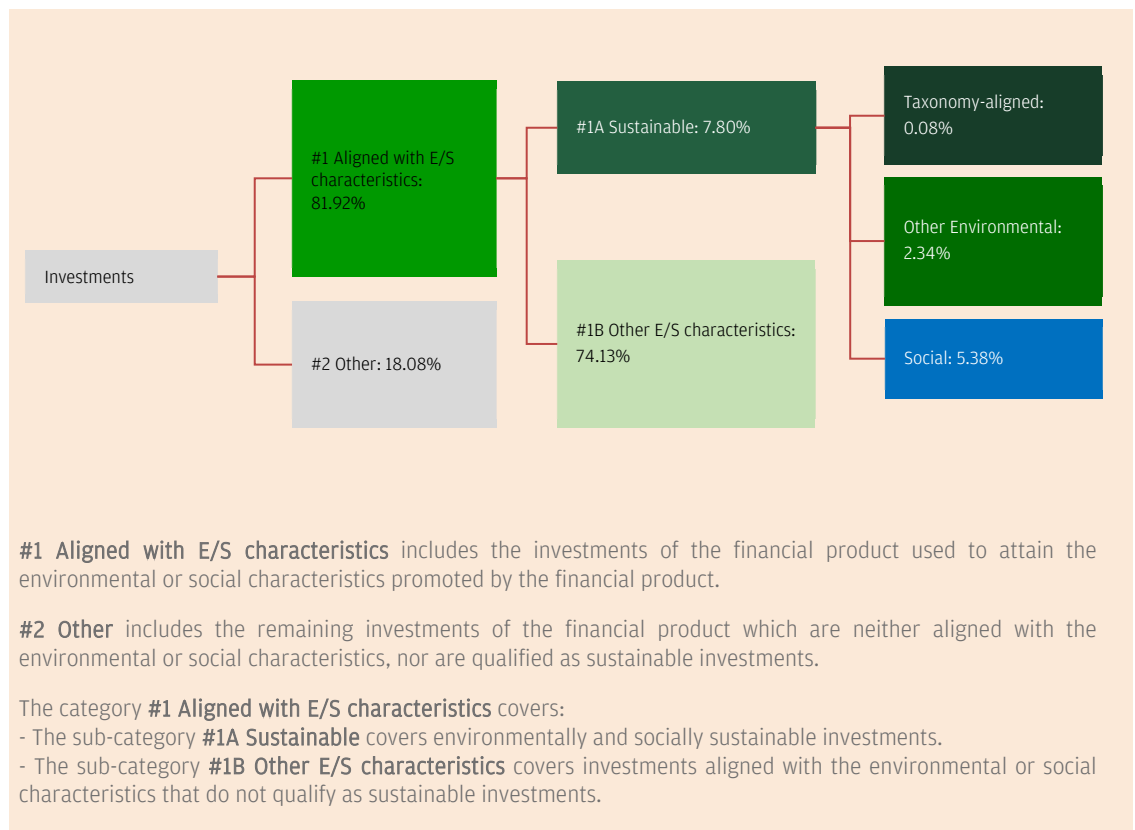 Investments
#1 Aligned with E/S
characteristics:
81.92%
#2 Other: 18.08%
#1A Sustainable: 7.80%
#1B Other E/S characteristics:
74.13%
Taxonomy-aligned:
0.08%
Other Environmental:
2.34%
Social: 5.38%
#1 Aligned with E/S characteristics includes the investments of the financial product used to attain the
environmental or social characteristics promoted by the financial product.
#2 Other includes the remaining investments of the financial product which are neither aligned with the
environmental or social characteristics, nor are qualified as sustainable investments.
The category #1 Aligned with E/S characteristics covers:
- The sub-category #1A Sustainable covers environmentally and socially sustainable investments.
- The sub-category #1B Other E/S characteristics covers investments aligned with the environmental or social
characteristics that do not qualify as sustainable investments.